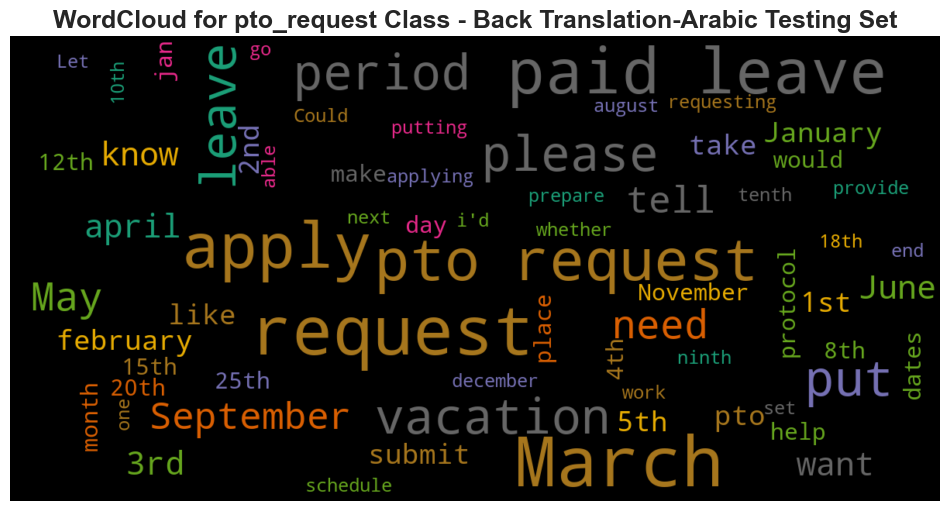 WordCloud for pto_request Class - Back Translation-Arabic Testing Set
Let
10th
jan
leave
go
period
paid leave
august
requesting
Could
putting
2nd
able
12th
know
please
take
January
would
make
applying
prepare
tell
tenth
provide
april
next
day
i'd
whether
apply
pto request
18th
end
May
like
request
place
need
November
protocol
1st
June
february
15th
20th
25th
december
4th
ninth
8th
dates
put
month
one
September
vacation
work
5th
pto
set
help
3rd
submit
March
want
schedule